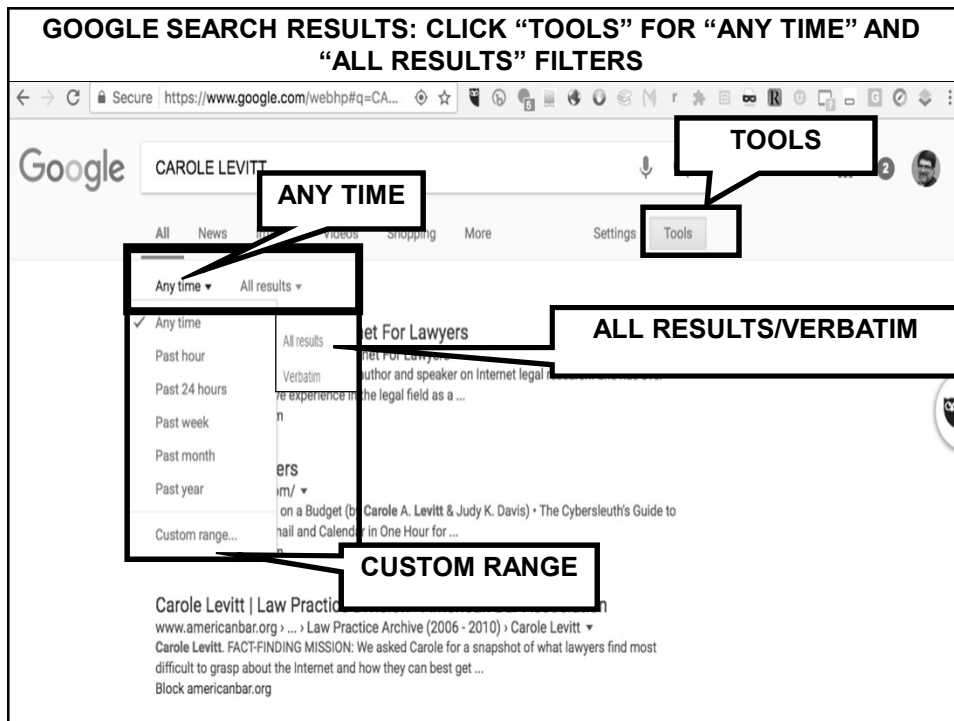 GOOGLE SEARCH RESULTS: CLICK “TOOLS” FOR “ANY TIME” AND
“ALL RESULTS” FILTERS
Secure https://www.google.com/webhp#q=CA...
Google CAROLE LEVITT
TOOLS
2
ANY TIME
All News Videos Shopping More Settings Tools
Any time All results
ALL RESULTS/VERBATIM
Any time
Past hour
Past 24 hours
Past week
Past month
Past year
Custom range...
All results
Verbatim
et For Lawyers
net For Lawyers
author and speaker on Internet legal
experience in the legal field as a ...
ers
om/
on a Budget (by Carole A. Levitt & Judy K. Davis) • The Cybersleuth's Guide to
mail and Calendar in One Hour for ...
CUSTOM RANGE
Carole Levitt | Law
www.americanbar.org › ... › Law Practice Archive (2006 - 2010) › Carole Levitt
Carole Levitt. FACT-FINDING MISSION: We asked Carole for a snapshot of what lawyers find most
difficult to grasp about the Internet and how they can best get ...
Block americanbar.org